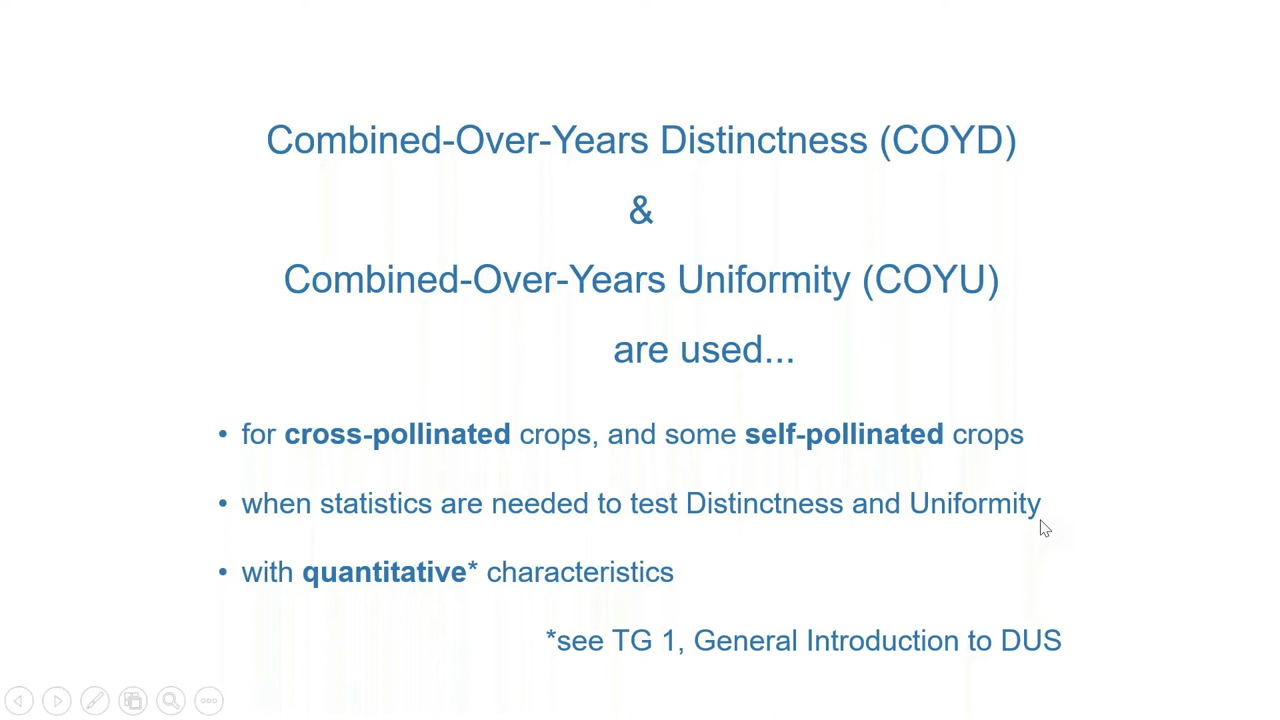 Combined-Over-Years Distinctness (COYD)
&
Combined-Over-Years Uniformity (COYU)
are used...
• for cross-pollinated crops, and some self-pollinated crops
• when statistics are needed to test Distinctness and Uniformity
• with quantitative* characteristics
*see TG 1, General Introduction to DUS